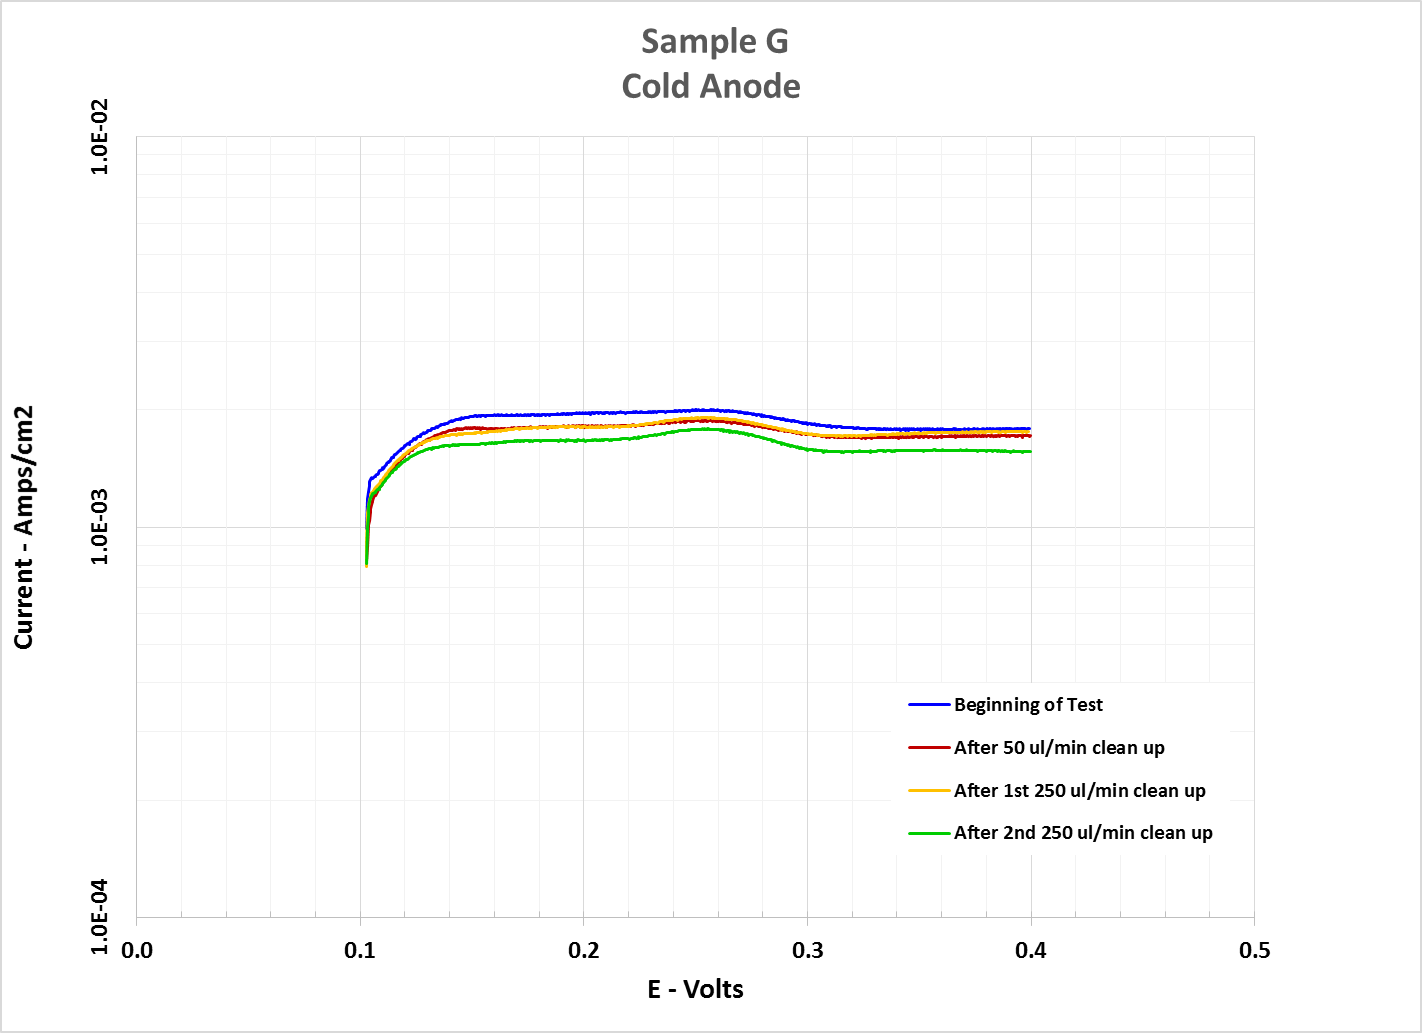 Sample G
Cold Anode
1.0E-02
1.0E-03
1.0E-04
Current - Amps/cm2
Beginning of Test
After 50 ul/min clean up
After 1st 250 ul/min clean up
After 2nd 250 ul/min clean up
0.0 0.1 0.2 0.3 0.4 0.5
E - Volts